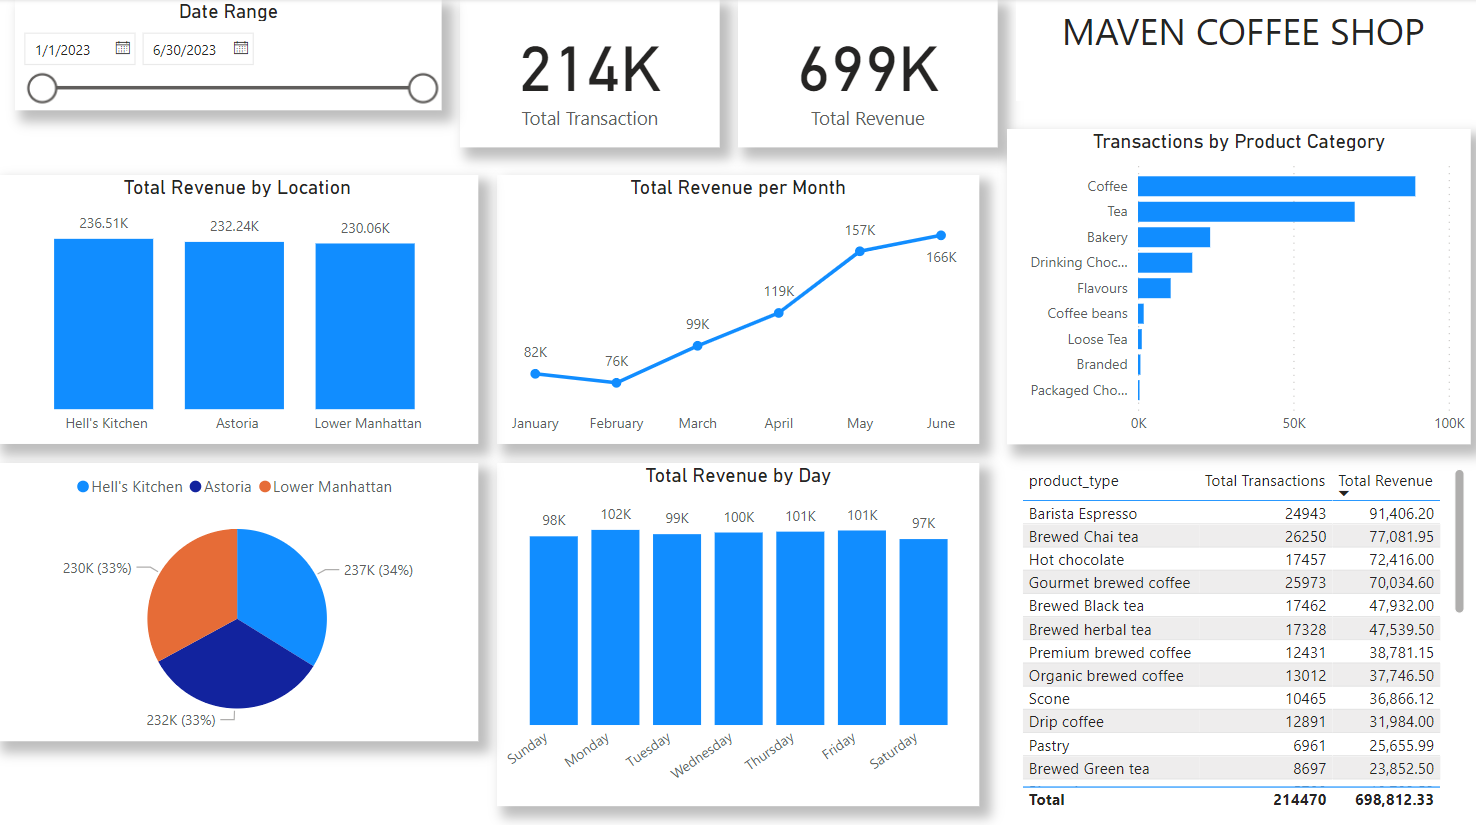 Date Range
1/1/2023
6/30/2023
214K
Total Transaction
699K
Total Revenue
MAVEN COFFEE SHOP
Total Revenue by Location
236.51K
232.24K
230.06K
Hell's Kitchen
Astoria
Lower Manhattan
Total Revenue per Month
82K
76K
99K
119K
157K
166K
January
February
March
April
May
June
Transactions by Product Category
Coffee
Tea
Bakery
Drinking Choc...
Flavours
Coffee beans
Loose Tea
Branded
Packaged Cho...
0K
50K
100K
Hell's Kitchen Astoria Lower Manhattan
230K (33%)
237K (34%)
232K (33%)
Total Revenue by Day
98K
102K
99K
100K
101K
101K
97K
Sunday
Monday
Tuesday
Wednesday
Thursday
Friday
Saturday
product_type Total Transactions Total Revenue
Barista Espresso 24943 91,406.20
Brewed Chai tea 26250 77,081.95
Hot chocolate 17457 72,416.00
Gourmet brewed coffee 25973 70,034.60
Brewed Black tea 17462 47,932.00
Brewed herbal tea 17328 47,539.50
Premium brewed coffee 12431 38,781.15
Organic brewed coffee 13012 37,746.50
Scone 10465 36,866.12
Drip coffee 12891 31,984.00
Pastry 6961 25,655.99
Brewed Green tea 8697 23,852.50
Total 214470 698,812.33